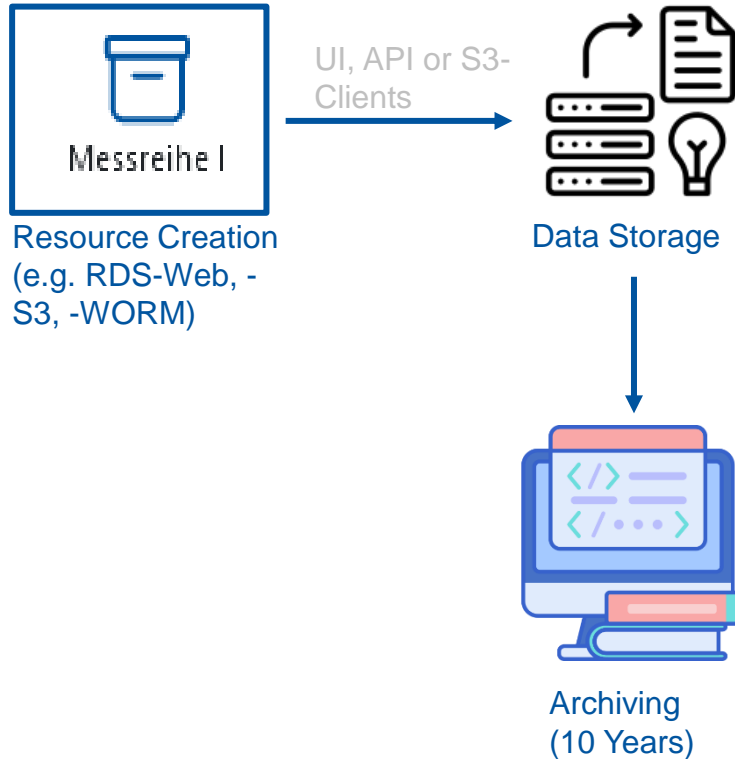 Messreihe I
UI, API or S3-
Clients
Resource Creation
(e.g. RDS-Web, -
S3, -WORM)
Data Storage
Archiving
(10 Years)